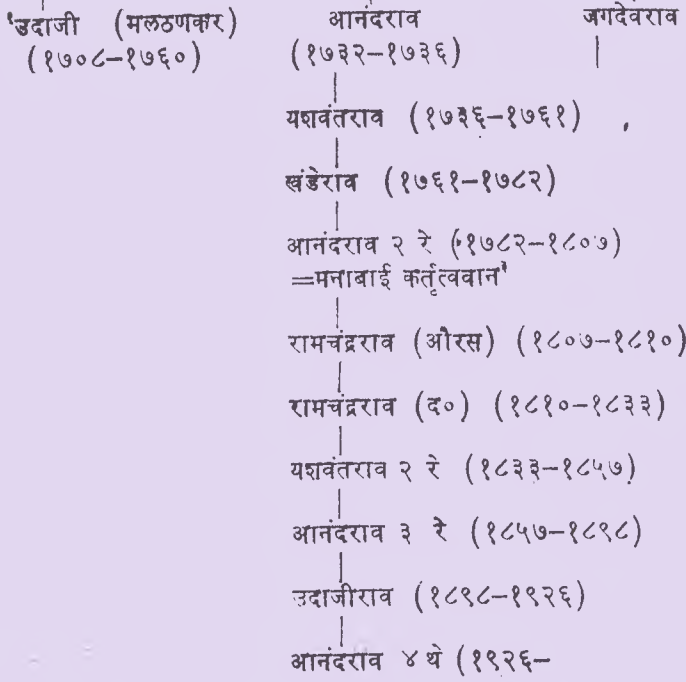 'उदाजी (मलठणकार) आनंदराव जगदेवराव
(१७०८–१७६०) (१७३२–१७३६)
यशवंतराव (१७३६–१७६१)
खंडेराव (१७६१–१७८२)
आनंदराव २ रे (१७८२–१८०७)
=मनाबाई कर्तृत्ववान'
रामचंद्रराव (औरस) (१८०७–१८१०)
रामचंद्रराव (द०) (१८१०–१८३३)
यशवंतराव २ रे (१८३३–१८५७)
आनंदराव ३ रे (१८५७–१८९८)
उदाजीराव (१८९८–१९२६)
आनंदराव ४ थे (१९२६–